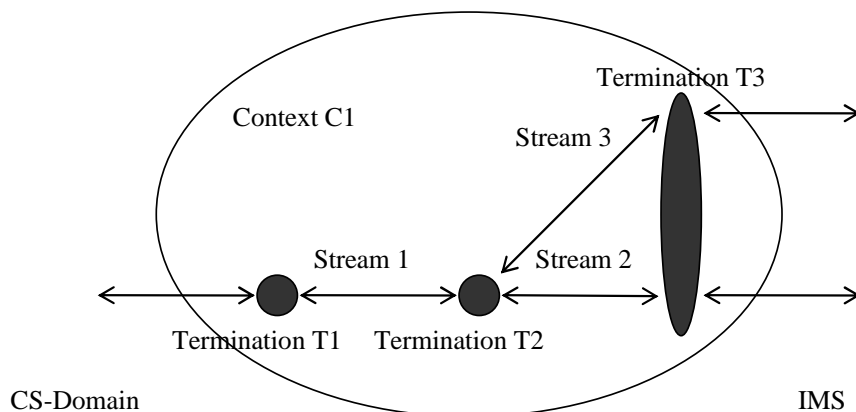 Termination T3
Context C1
Stream 3
Stream 1
Stream 2
Termination T1
Termination T2
CS-Domain
IMS